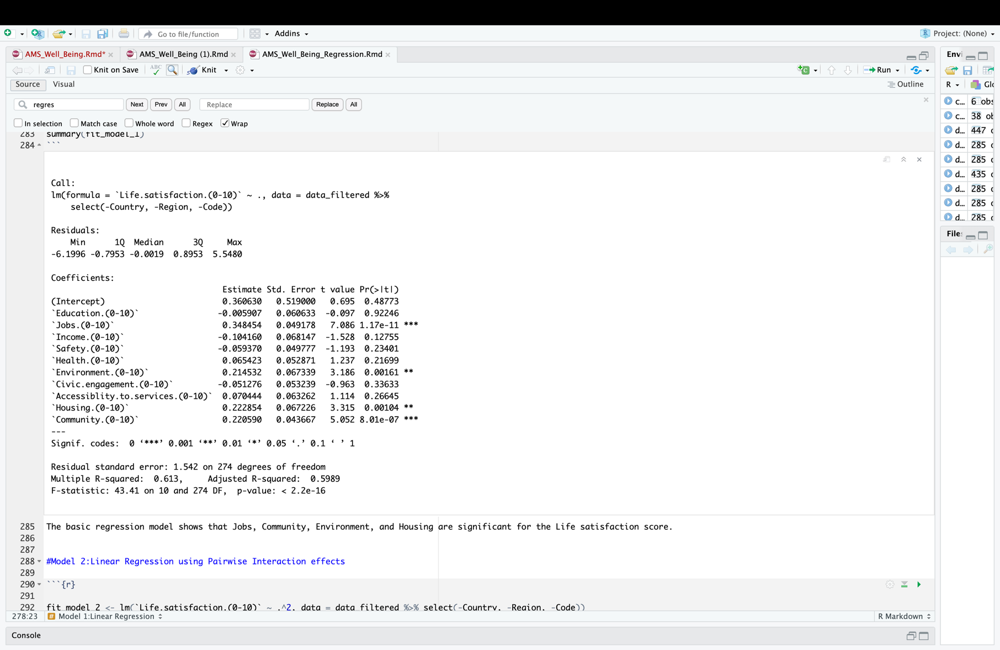 Go to file/function
Addins
Project: (None)
AMS_Well_Being.Rmd*
AMS_Well_Being (1).Rmd
AMS_Well_Being_Regression.Rmd
Envi
Knit on Save
ABC
Knit
Run
Source
Visual
Outline
R
Glo
regres
Next
Prev
All
Replace
Replace
All
In selection
Match case
Whole word
Regex
Wrap
c... 6 obs
c... 38 ob
d... 447 o
d... 285 o
d... 285 o
d... 435 o
d... 285 o
d... 285 o
d... 285 o
Files
283 summary(fit_model_1)
284 ```
Call:
lm(formula = `Life.satisfaction.(0-10)` ~ ., data = data_filtered %>%
    select(-Country, -Region, -Code))
Residuals:
    Min      1Q  Median      3Q     Max
-6.1996 -0.7953 -0.0019  0.8953  5.5480
Coefficients:
                                   Estimate Std. Error t value Pr(>|t|)
(Intercept)                        0.360630   0.519000   0.695  0.48773
`Education.(0-10)`                -0.005907   0.060633  -0.097  0.92246
`Jobs.(0-10)`                      0.348454   0.049178   7.086 1.17e-11 ***
`Income.(0-10)`                   -0.104160   0.068147  -1.528  0.12755
`Safety.(0-10)`                   -0.059370   0.049777  -1.193  0.23401
`Health.(0-10)`                    0.065423   0.052871   1.237  0.21699
`Environment.(0-10)`               0.214532   0.067339   3.186  0.00161 **
`Civic.engagement.(0-10)`         -0.051276   0.053239  -0.963  0.33633
`Accessiblity.to.services.(0-10)`  0.070444   0.063262   1.114  0.26645
`Housing.(0-10)`                   0.222854   0.067226   3.315  0.00104 **
`Community.(0-10)`                 0.220590   0.043667   5.052 8.01e-07 ***
---
Signif. codes:  0 ‘***’ 0.001 ‘**’ 0.01 ‘*’ 0.05 ‘.’ 0.1 ‘ ’ 1
Residual standard error: 1.542 on 274 degrees of freedom
Multiple R-squared:  0.613,     Adjusted R-squared:  0.5989
F-statistic: 43.41 on 10 and 274 DF,  p-value: < 2.2e-16
285 The basic regression model shows that Jobs, Community, Environment, and Housing are significant for the Life satisfaction score.
286
287
288 #Model 2:Linear Regression using Pairwise Interaction effects
289
290 ```{r}
291
292 fit_model_2 <- lm(`Life.satisfaction.(0-10)` ~ .^2, data = data_filtered %>% select(-Country, -Region, -Code))
278:23
# Model 1:Linear Regression
R Markdown
Console